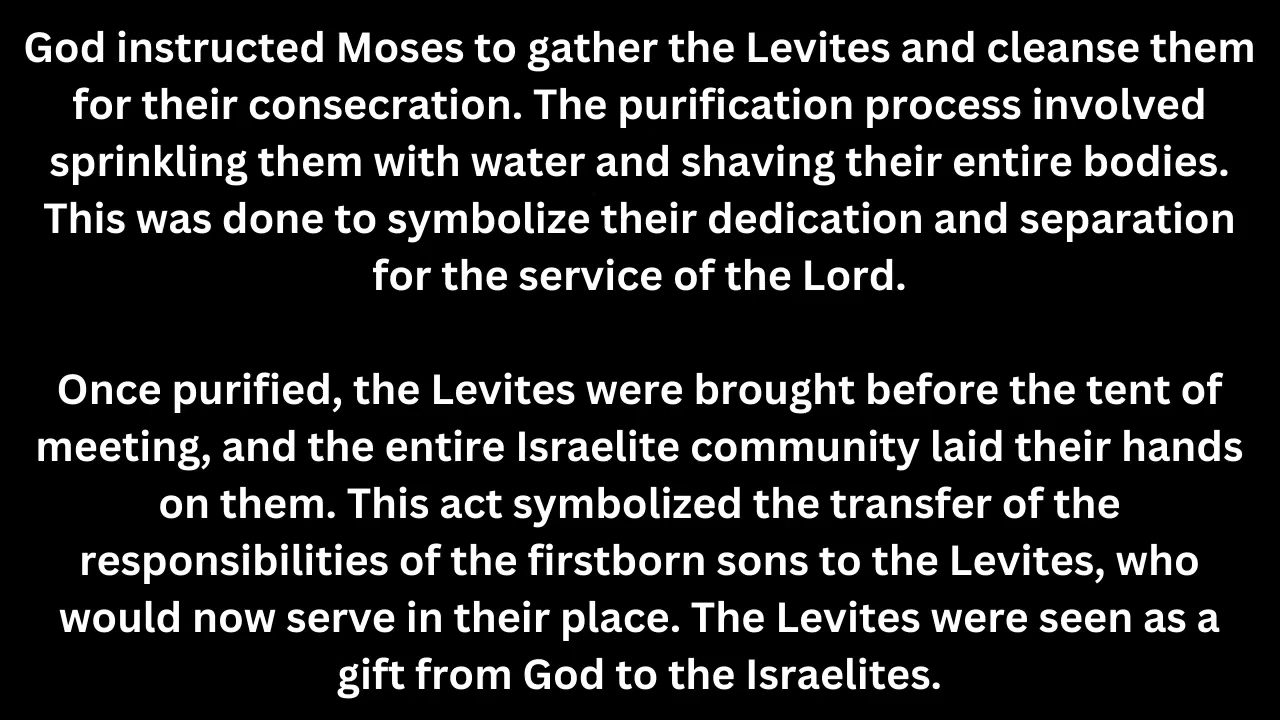 God instructed Moses to gather the Levites and cleanse them
for their consecration. The purification process involved
sprinkling them with water and shaving their entire bodies.
This was done to symbolize their dedication and separation
for the service of the Lord.
Once purified, the Levites were brought before the tent of
meeting, and the entire Israelite community laid their hands
on them. This act symbolized the transfer of the
responsibilities of the firstborn sons to the Levites, who
would now serve in their place. The Levites were seen as a
gift from God to the Israelites.